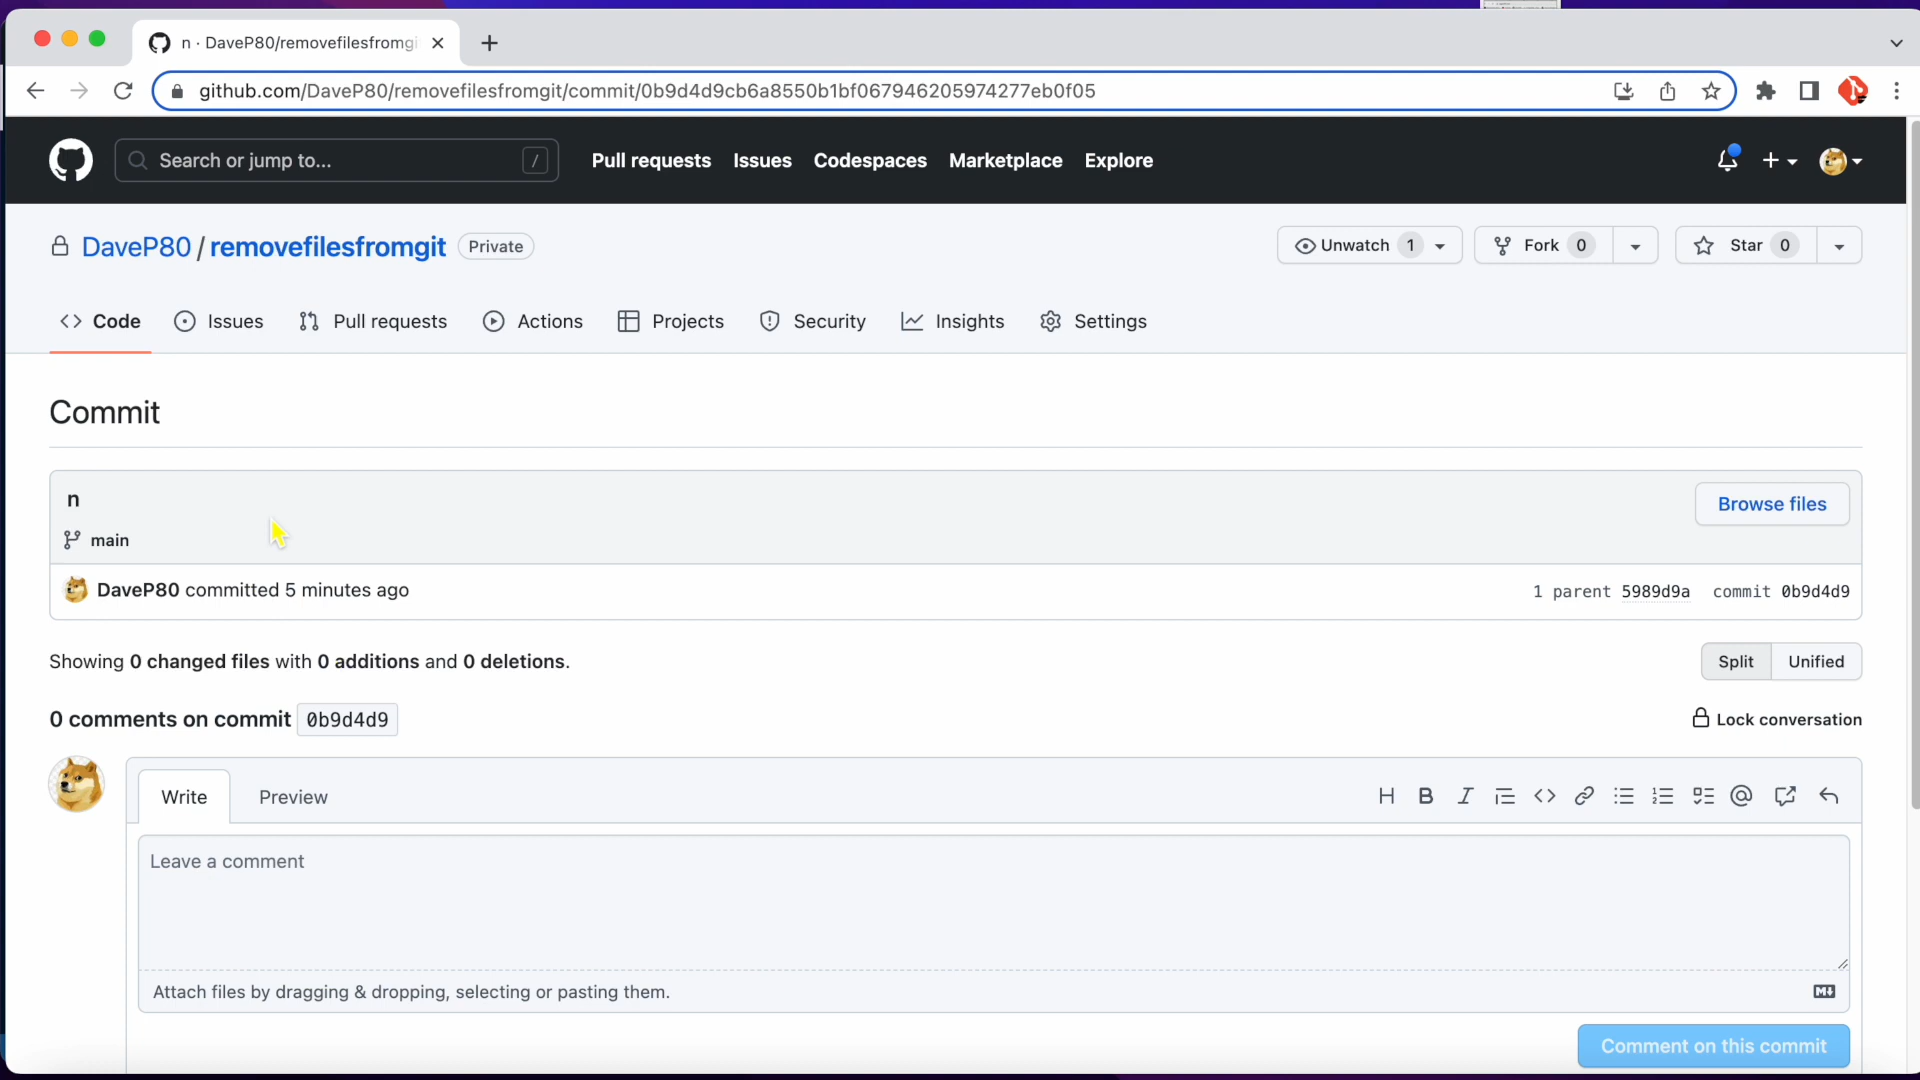 n · DaveP80/removefilesfromgi
github.com/DaveP80/removefilesfromgit/commit/0b9d4d9cb6a8550b1bf067946205974277eb0f05
Search or jump to... / Pull requests Issues Codespaces Marketplace Explore
DaveP80 / removefilesfromgit Private Unwatch 1 Fork 0 Star 0
Code Issues Pull requests Actions Projects Security Insights Settings
Commit
n
Browse files
main
DaveP80 committed 5 minutes ago 1 parent 5989d9a commit 0b9d4d9
Showing 0 changed files with 0 additions and 0 deletions. Split Unified
0 comments on commit 0b9d4d9 Lock conversation
Write Preview H B I @
Leave a comment
Attach files by dragging & dropping, selecting or pasting them. M↓
Comment on this commit